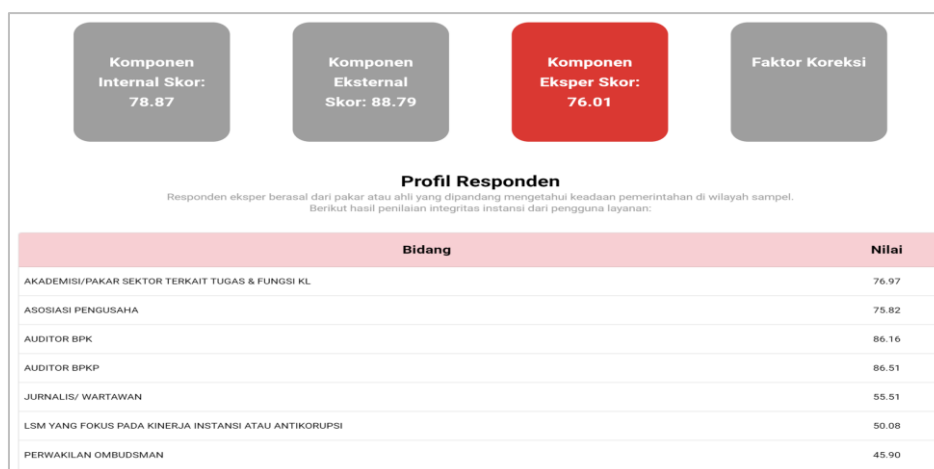 Komponen
Internal Skor:
78.87
Komponen
Eksternal
Skor: 88.79
Komponen
Eksper Skor:
76.01
Faktor Koreksi
Profil Responden
Responden eksper berasal dari pakar atau ahli yang dipandang mengetahui keadaan pemerintahan di wilayah sampel.
Berikut hasil penilaian integritas instansi dari pengguna layanan:
Bidang Nilai
AKADEMISI/PAKAR SEKTOR TERKAIT TUGAS & FUNGSI KL 76.97
ASOSIASI PENGUSAHA 75.82
AUDITOR BPK 86.16
AUDITOR BPKP 86.51
JURNALIS/ WARTAWAN 55.51
LSM YANG FOKUS PADA KINERJA INSTANSI ATAU ANTIKORUPSI 50.08
PERWAKILAN OMBUDSMAN 45.90